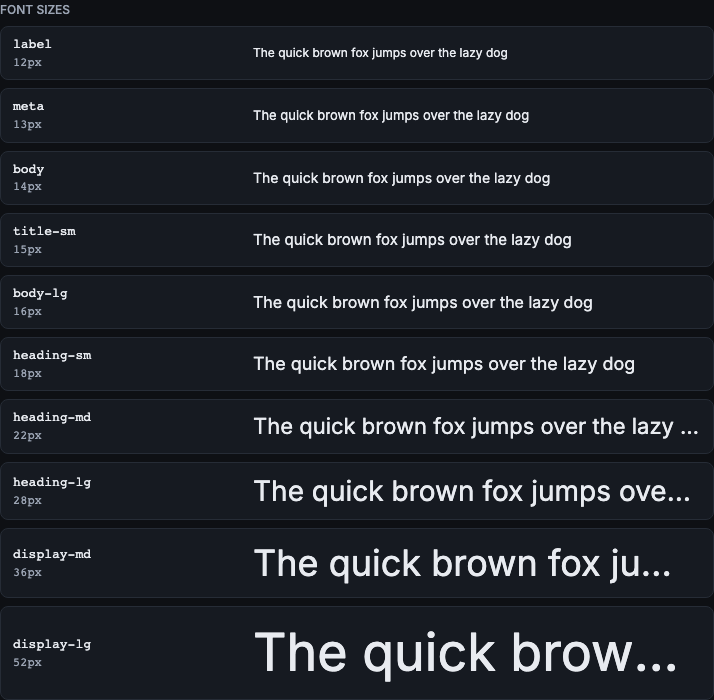 FONT SIZES
label
12px
The quick brown fox jumps over the lazy dog
meta
13px
The quick brown fox jumps over the lazy dog
body
14px
The quick brown fox jumps over the lazy dog
title-sm
15px
The quick brown fox jumps over the lazy dog
body-lg
16px
The quick brown fox jumps over the lazy dog
heading-sm
18px
The quick brown fox jumps over the lazy dog
heading-md
22px
The quick brown fox jumps over the lazy ...
heading-lg
28px
The quick brown fox jumps ove...
display-md
36px
The quick brown fox ju...
display-lg
52px
The quick brow...